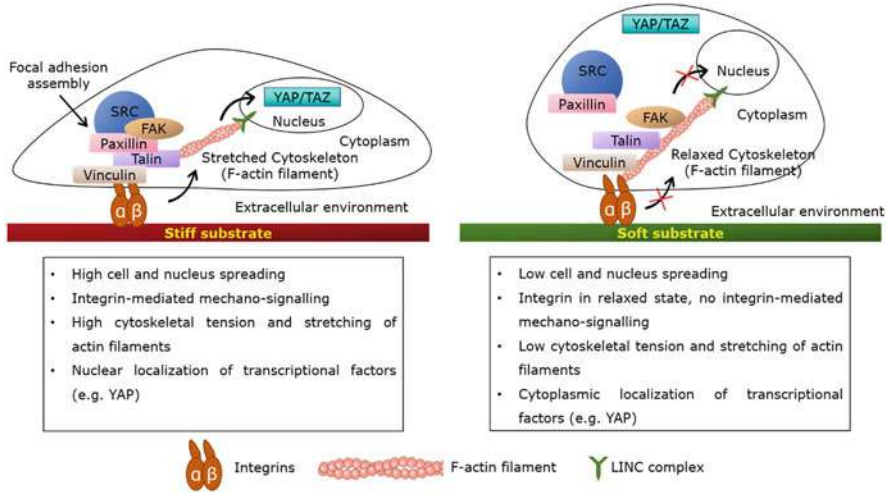 Focal adhesion
assembly
SRC
FAK
Paxillin
Talin
Vinculin
α β
YAP/TAZ
Nucleus
Cytoplasm
Stretched Cytoskeleton
(F-actin filament)
Extracellular environment
Stiff substrate
• High cell and nucleus spreading
• Integrin-mediated mechano-signalling
• High cytoskeletal tension and stretching of
actin filaments
• Nuclear localization of transcriptional factors
(e.g. YAP)
YAP/TAZ
SRC
Paxillin
Nucleus
FAK
Talin
Vinculin
α β
Cytoplasm
Relaxed Cytoskeleton
(F-actin filament)
Extracellular environment
Soft substrate
• Low cell and nucleus spreading
• Integrin in relaxed state, no integrin-mediated
mechano-signalling
• Low cytoskeletal tension and stretching of actin
filaments
• Cytoplasmic localization of transcriptional
factors (e.g. YAP)
α β Integrins
F-actin filament
LINC complex